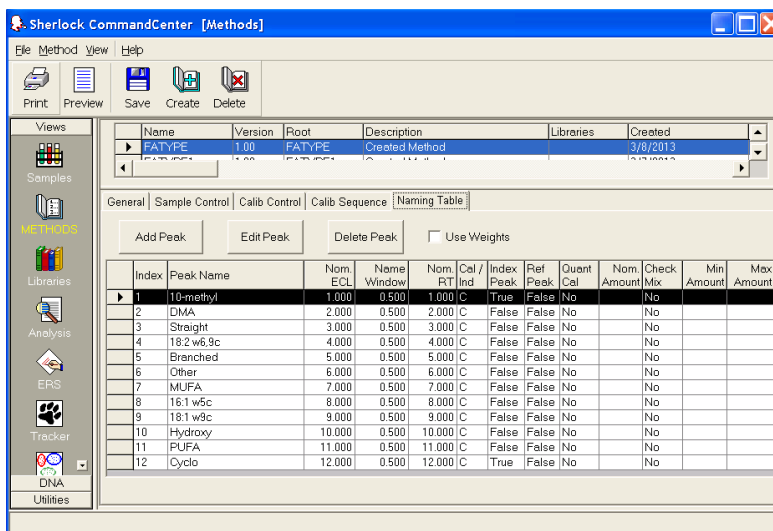 Sherlock CommandCenter [Methods]
File Method View Help
Print Preview Save Create Delete
Views
Samples
METHODS
Libraries
Analysis
ERS
Tracker
DNA
Utilities
Name Version Root Description Libraries Created
FATYPE 1.00 FATYPE Created Method 3/8/2013
General Sample Control Calib Control Calib Sequence Naming Table
Add Peak Edit Peak Delete Peak Use Weights
Index Peak Name Nom. ECL Name Window Nom. RT Cal / Ind Index Peak Ref Peak Quant Cal Nom. Amount Check Mix Min Amount Max Amount
1 10-methyl 1.000 0.500 1.000 C True False No No
2 DMA 2.000 0.500 2.000 C False False No No
3 Straight 3.000 0.500 3.000 C False False No No
4 18:2 w6,9c 4.000 0.500 4.000 C False False No No
5 Branched 5.000 0.500 5.000 C False False No No
6 Other 6.000 0.500 6.000 C False False No No
7 MUFA 7.000 0.500 7.000 C False False No No
8 16:1 w5c 8.000 0.500 8.000 C False False No No
9 18:1 w9c 9.000 0.500 9.000 C False False No No
10 Hydroxy 10.000 0.500 10.000 C False False No No
11 PUFA 11.000 0.500 11.000 C False False No No
12 Cyclo 12.000 0.500 12.000 C True False No No